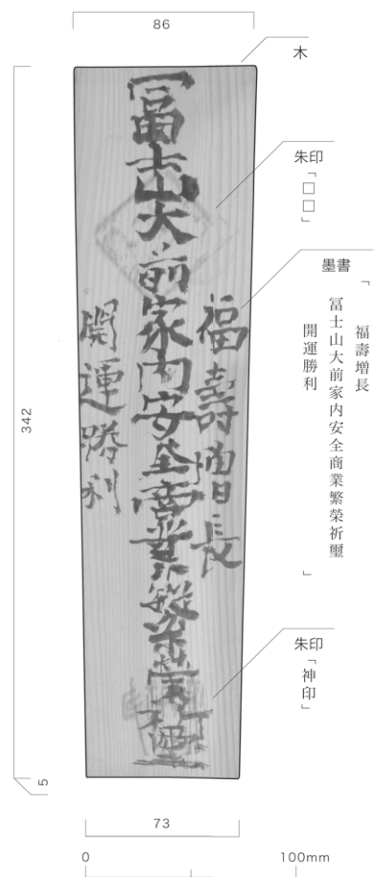 86
木
朱印
「□□」
墨書
「
福壽増長
冨士山大前家内安全商業繁榮祈璽
開運勝利
」
342
朱印
「神印」
5
73
0
100mm
冨士山大前家内安全商業繁榮祈璽
福壽増長
開運勝利